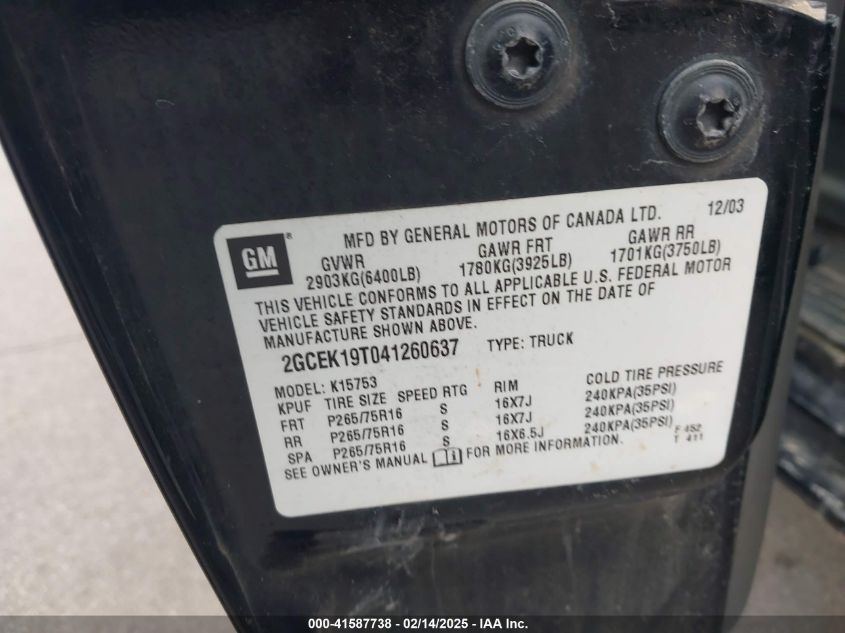 GM ®
MFD BY GENERAL MOTORS OF CANADA LTD. 12/03
GVWR GAWR FRT GAWR RR
2903KG(6400LB) 1780KG(3925LB) 1701KG(3750LB)
THIS VEHICLE CONFORMS TO ALL APPLICABLE U.S. FEDERAL MOTOR
VEHICLE SAFETY STANDARDS IN EFFECT ON THE DATE OF
MANUFACTURE SHOWN ABOVE.
2GCEK19T041260637 TYPE: TRUCK
MODEL: K15753
KPUF TIRE SIZE SPEED RTG RIM COLD TIRE PRESSURE
FRT P265/75R16 S 16X7J 240KPA(35PSI)
RR P265/75R16 S 16X7J 240KPA(35PSI)
SPA P265/75R16 S 16X6.5J 240KPA(35PSI) F 452
SEE OWNER'S MANUAL FOR MORE INFORMATION. T 411
000-41587738 - 02/14/2025 - IAA Inc.